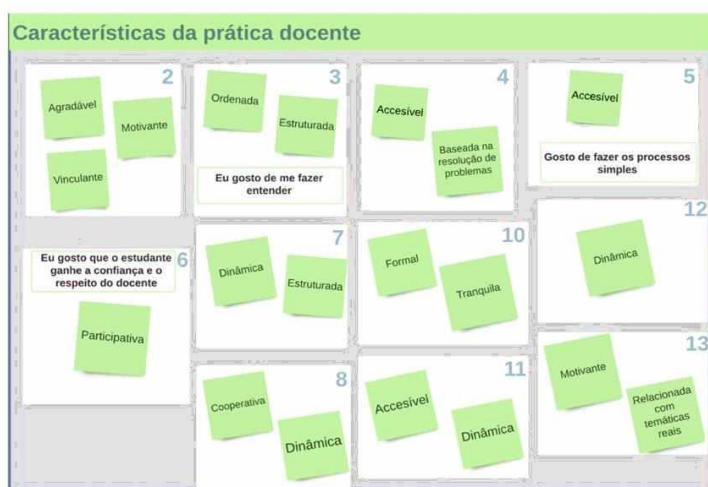 Características da prática docente
2
Agradável
Motivante
Vinculante
3
Ordenada
Estruturada
Eu gosto de me fazer
entender
4
Accesível
Baseada na
resolução de
problemas
5
Accesível
Gosto de fazer os processos
simples
6
Eu gosto que o estudante
ganhe a confiança e o
respeito do docente
Participativa
7
Dinâmica
Estruturada
10
Formal
Tranquila
12
Dinâmica
8
Cooperativa
Dinâmica
11
Accesível
Dinâmica
13
Motivante
Relacionada
com
temáticas
reais